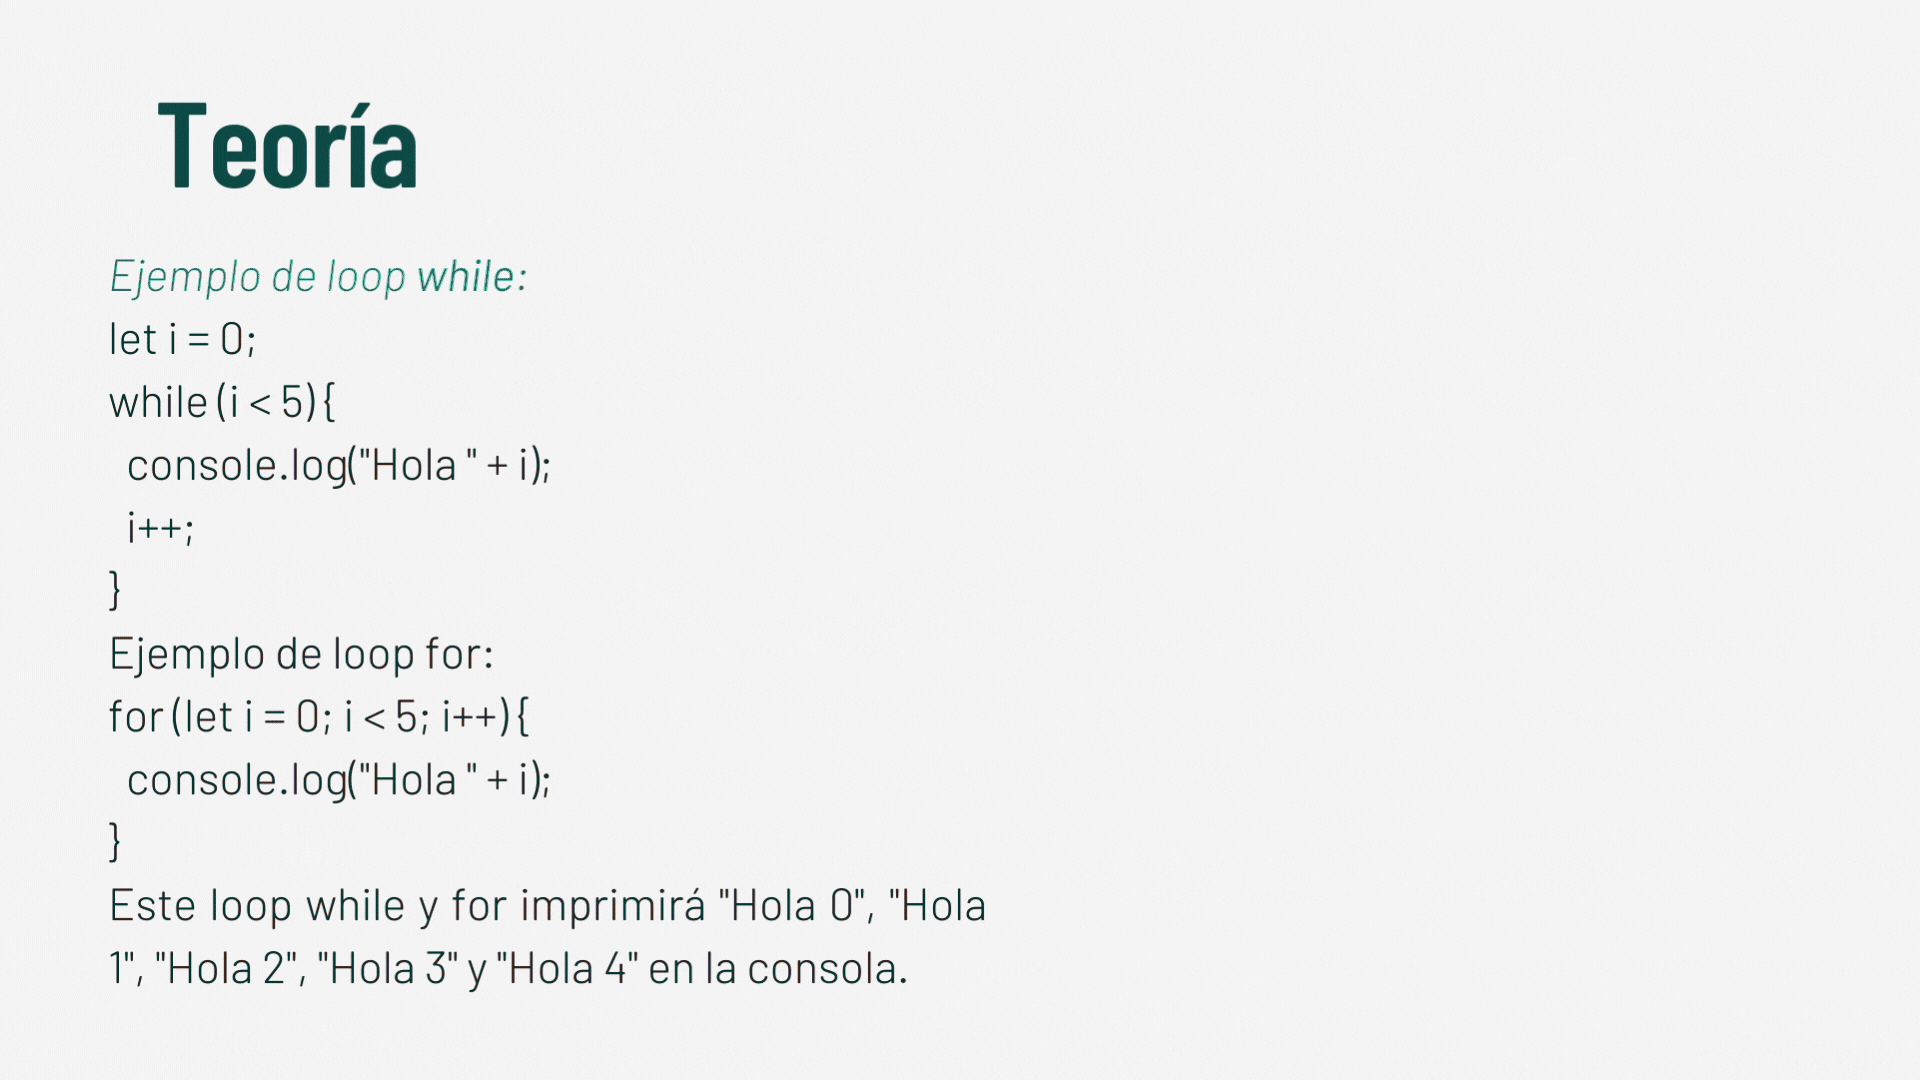 Teoría
Ejemplo de loop while:
let i = 0;
while (i < 5) {
  console.log("Hola " + i);
  i++;
}
Ejemplo de loop for:
for (let i = 0; i < 5; i++) {
  console.log("Hola " + i);
}
Este loop while y for imprimirá "Hola 0", "Hola
1", "Hola 2", "Hola 3" y "Hola 4" en la consola.